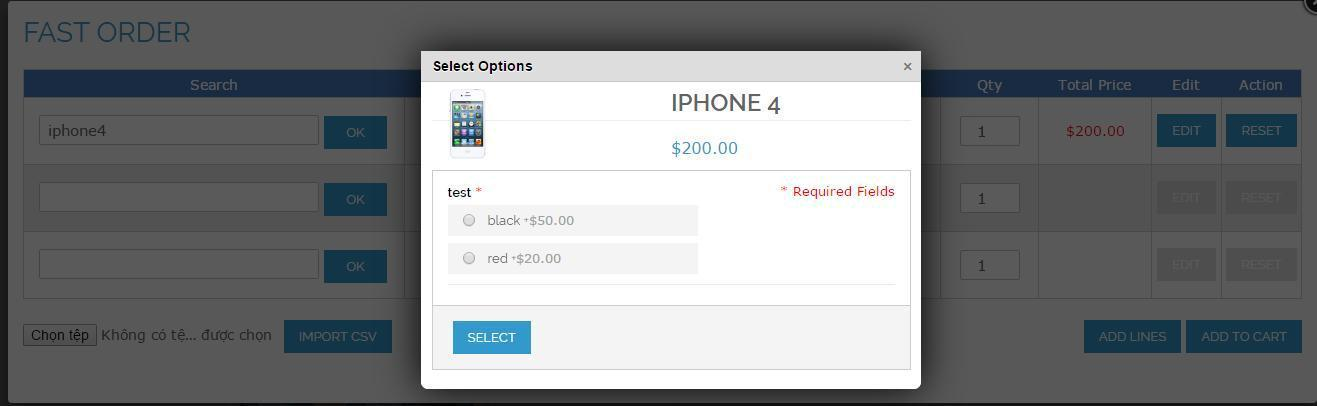 FAST ORDER
Search
Qty
Total Price
Edit
Action
iphone4
OK
1
$200.00
EDIT
RESET
OK
1
EDIT
RESET
OK
1
EDIT
RESET
Chọn tệp Không có tệ... được chọn
IMPORT CSV
ADD LINES
ADD TO CART
Select Options
×
IPHONE 4
$200.00
test *
* Required Fields
black +$50.00
red +$20.00
SELECT